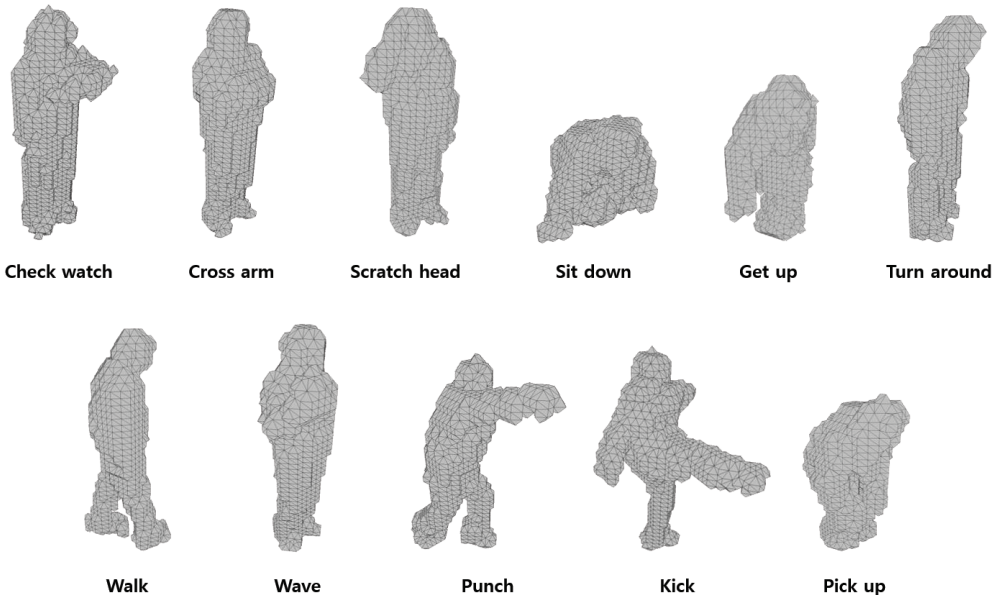 Check watch
Cross arm
Scratch head
Sit down
Get up
Turn around
Walk
Wave
Punch
Kick
Pick up